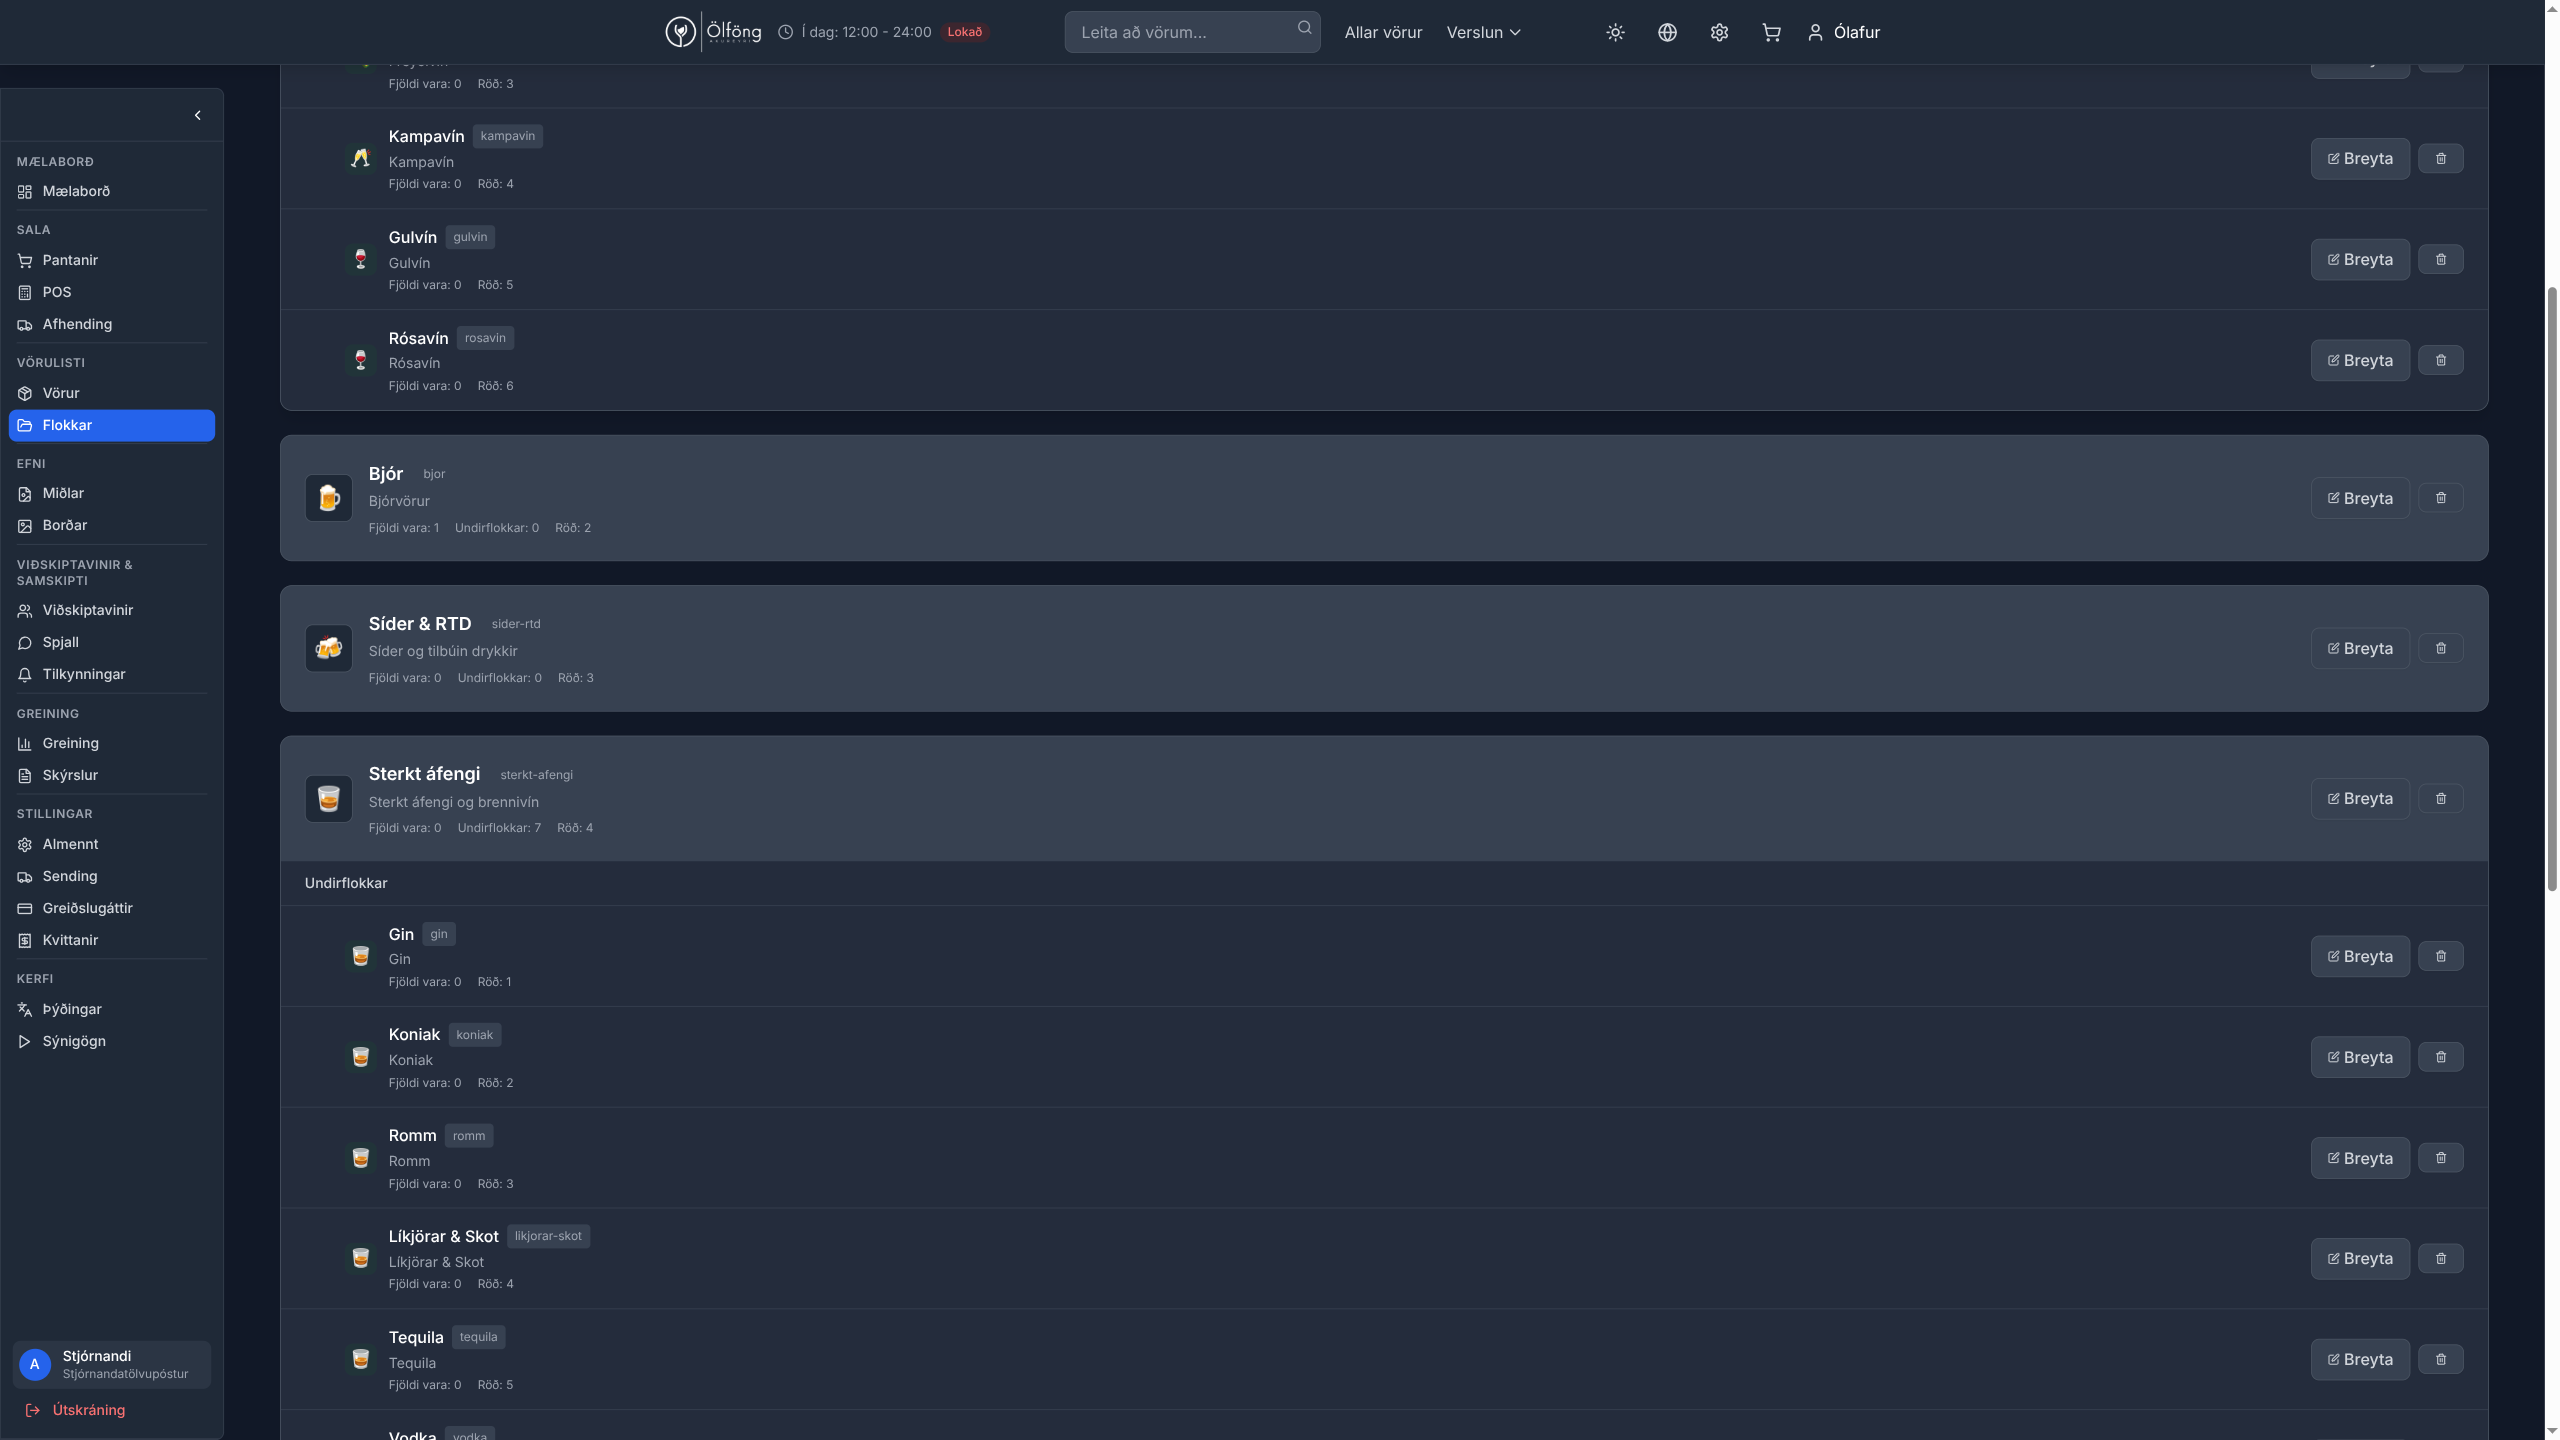 Ölföng
Í dag: 12:00 - 24:00
Lokað
Leita að vörum...
Allar vörur
Verslun
Ólafur
MÆLABORÐ
Mælaborð
SALA
Pantanir
POS
Afhending
VÖRULISTI
Vörur
Flokkar
EFNI
Miðlar
Borðar
VIÐSKIPTAVINIR &
SAMSKIPTI
Viðskiptavinir
Spjall
Tilkynningar
GREINING
Greining
Skýrslur
STILLINGAR
Almennt
Sending
Greiðslugáttir
Kvittanir
KERFI
Þýðingar
Sýnigögn
A
Stjórnandi
Stjórnandatölvupóstur
Útskráning
Fjöldi vara: 0 Röð: 3
Kampavín kampavin
Kampavín
Fjöldi vara: 0 Röð: 4
Breyta
Gulvín gulvin
Gulvín
Fjöldi vara: 0 Röð: 5
Breyta
Rósavín rosavin
Rósavín
Fjöldi vara: 0 Röð: 6
Breyta
Bjór bjor
Bjórvörur
Fjöldi vara: 1 Undirflokkar: 0 Röð: 2
Breyta
Síder & RTD sider-rtd
Síder og tilbúin drykkir
Fjöldi vara: 0 Undirflokkar: 0 Röð: 3
Breyta
Sterkt áfengi sterkt-afengi
Sterkt áfengi og brennivín
Fjöldi vara: 0 Undirflokkar: 7 Röð: 4
Breyta
Undirflokkar
Gin gin
Gin
Fjöldi vara: 0 Röð: 1
Breyta
Koniak koniak
Koniak
Fjöldi vara: 0 Röð: 2
Breyta
Romm romm
Romm
Fjöldi vara: 0 Röð: 3
Breyta
Líkjörar & Skot likjorar-skot
Líkjörar & Skot
Fjöldi vara: 0 Röð: 4
Breyta
Tequila tequila
Tequila
Fjöldi vara: 0 Röð: 5
Breyta
Vodka vodka